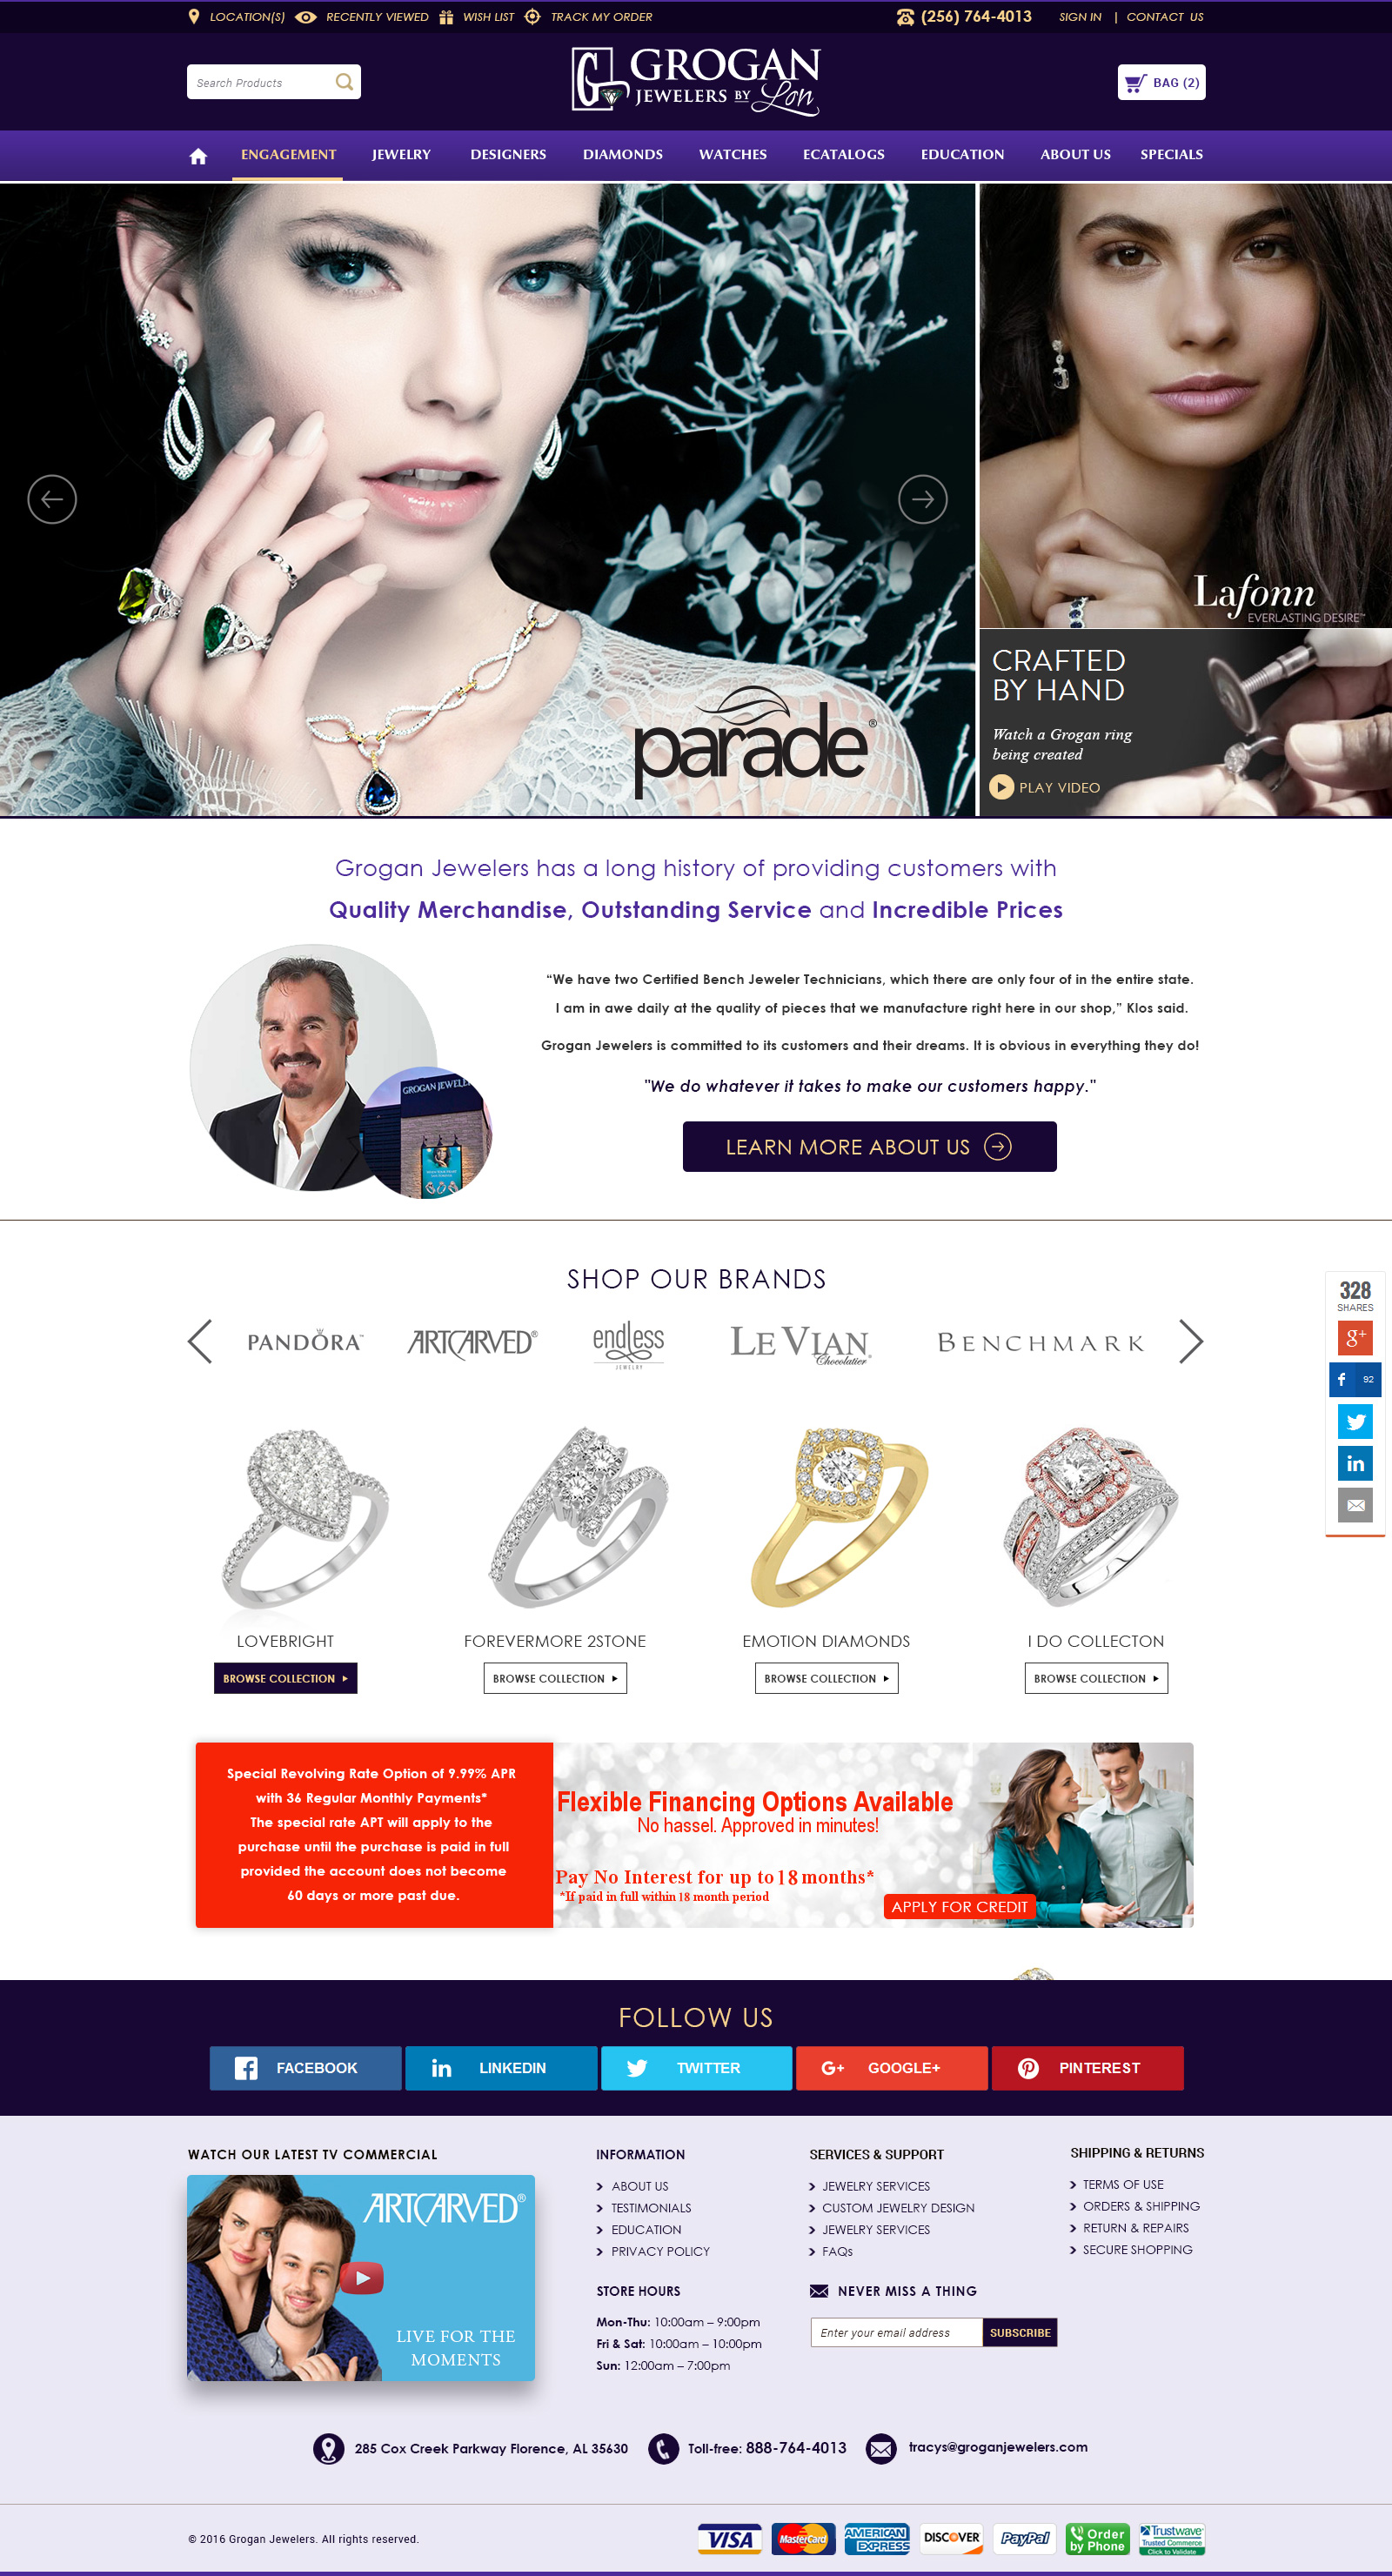 LOCATION(S) RECENTLY VIEWED WISH LIST TRACK MY ORDER (256) 764-4013 SIGN IN | CONTACT US
Search Products
GROGAN
JEWELERS BY Lon
BAG (2)
ENGAGEMENT JEWELRY DESIGNERS DIAMONDS WATCHES ECATALOGS EDUCATION ABOUT US SPECIALS
parade®
Lafonn
EVERLASTING DESIRE™
CRAFTED
BY HAND
Watch a Grogan ring
being created
PLAY VIDEO
Grogan Jewelers has a long history of providing customers with
Quality Merchandise, Outstanding Service and Incredible Prices
GROGAN JEWELE
“We have two Certified Bench Jeweler Technicians, which there are only four of in the entire state.
I am in awe daily at the quality of pieces that we manufacture right here in our shop,” Klos said.
Grogan Jewelers is committed to its customers and their dreams. It is obvious in everything they do!
"We do whatever it takes to make our customers happy."
LEARN MORE ABOUT US
SHOP OUR BRANDS
PANDORA™
ARTCARVED®
endless
JEWELRY
LE VIAN®
Chocolatier
BENCHMARK
328
SHARES
g+
f 92
in
LOVEBRIGHT FOREVERMORE 2STONE EMOTION DIAMONDS I DO COLLECTON
BROWSE COLLECTION BROWSE COLLECTION BROWSE COLLECTION BROWSE COLLECTION
Special Revolving Rate Option of 9.99% APR
with 36 Regular Monthly Payments*
The special rate APT will apply to the
purchase until the purchase is paid in full
provided the account does not become
60 days or more past due.
Flexible Financing Options Available
No hassel. Approved in minutes!
Pay No Interest for up to 18 months*
*If paid in full within 18 month period
APPLY FOR CREDIT
FOLLOW US
FACEBOOK in LINKEDIN TWITTER G+ GOOGLE+ PINTEREST
WATCH OUR LATEST TV COMMERCIAL
ARTCARVED®
LIVE FOR THE
MOMENTS
INFORMATION
ABOUT US
TESTIMONIALS
EDUCATION
PRIVACY POLICY
STORE HOURS
Mon-Thu: 10:00am – 9:00pm
Fri & Sat: 10:00am – 10:00pm
Sun: 12:00am – 7:00pm
SERVICES & SUPPORT
JEWELRY SERVICES
CUSTOM JEWELRY DESIGN
JEWELRY SERVICES
FAQs
NEVER MISS A THING
Enter your email address SUBSCRIBE
SHIPPING & RETURNS
TERMS OF USE
ORDERS & SHIPPING
RETURN & REPAIRS
SECURE SHOPPING
285 Cox Creek Parkway Florence, AL 35630 Toll-free: 888-764-4013 tracys@groganjewelers.com
© 2016 Grogan Jewelers. All rights reserved.
VISA
MasterCard
AMERICAN
EXPRESS
DISCOVER
PayPal
Order
by Phone
Trustwave®
Trusted Commerce
Click to Validate